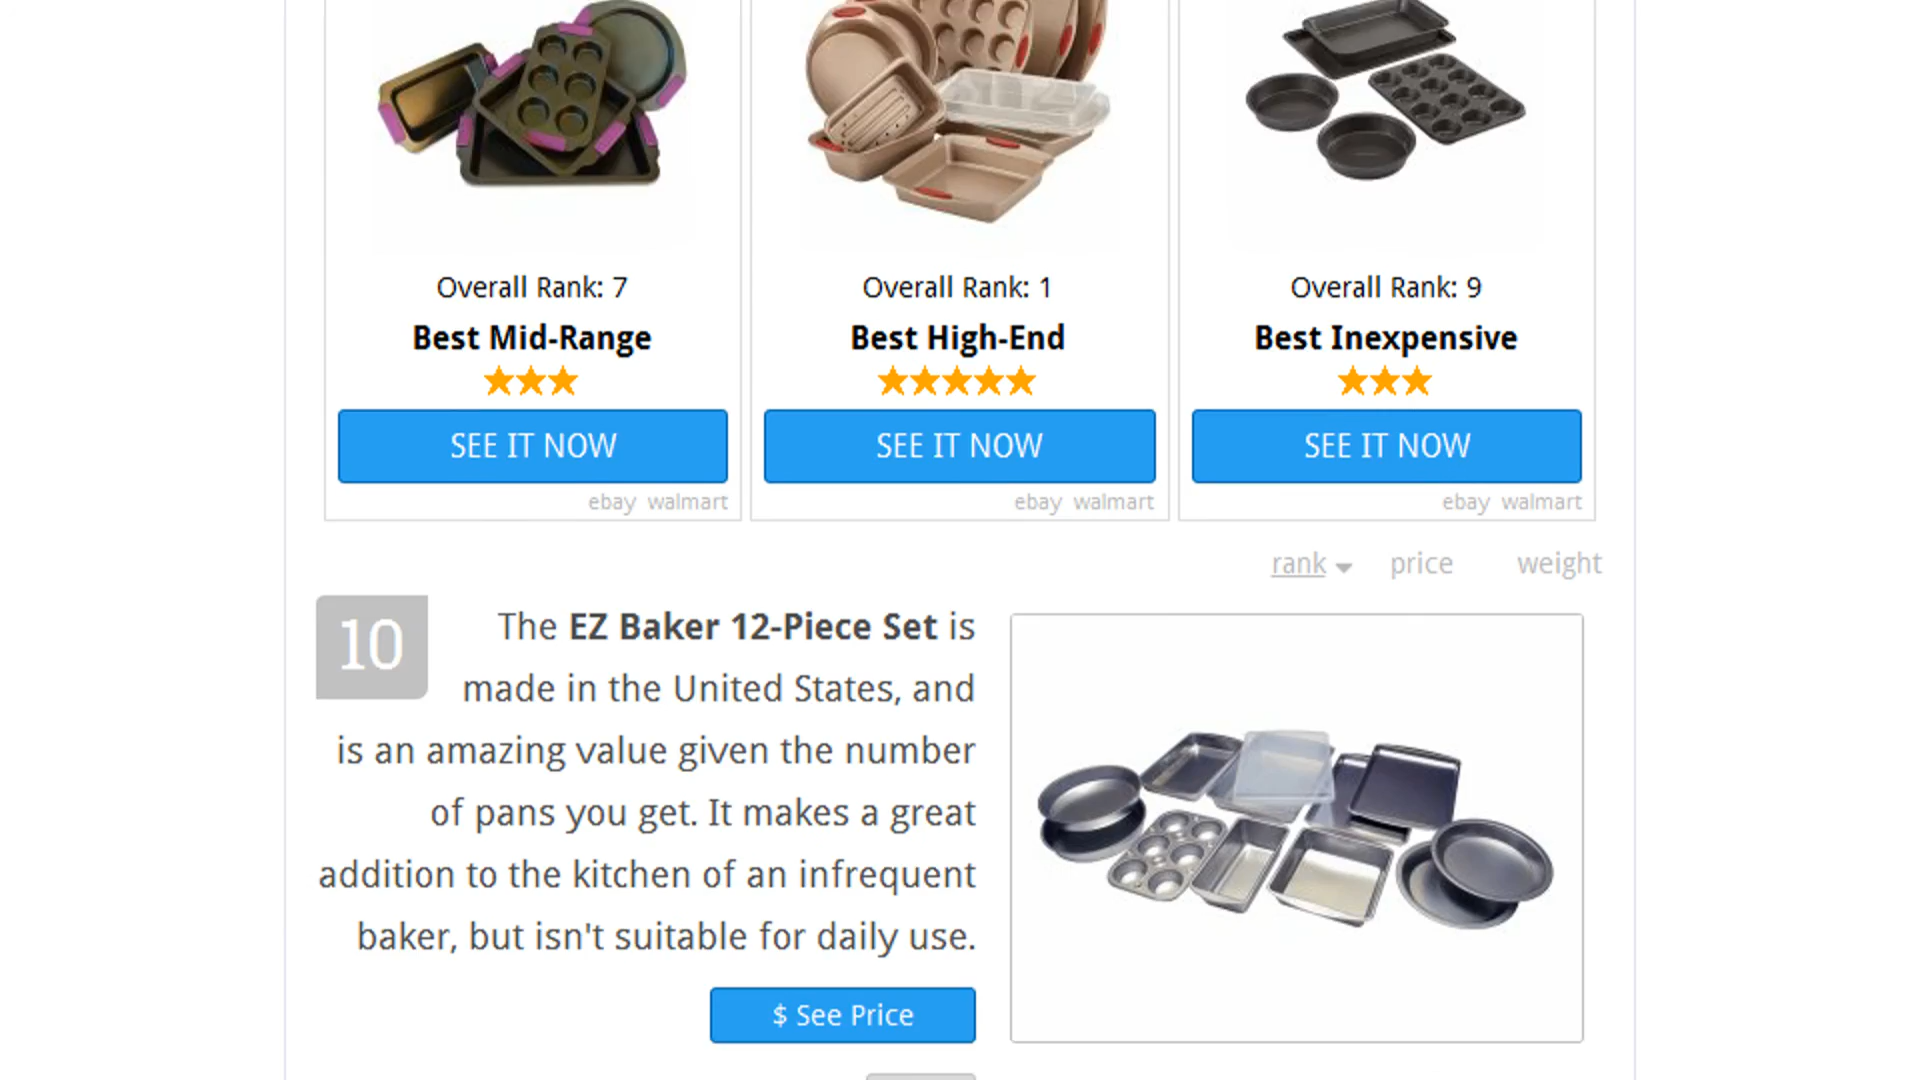 Overall Rank: 7
Best Mid-Range
SEE IT NOW
ebay walmart
Overall Rank: 1
Best High-End
SEE IT NOW
ebay walmart
Overall Rank: 9
Best Inexpensive
SEE IT NOW
ebay walmart
rank price weight
10
The EZ Baker 12-Piece Set is
made in the United States, and
is an amazing value given the number
of pans you get. It makes a great
addition to the kitchen of an infrequent
baker, but isn't suitable for daily use.
$ See Price